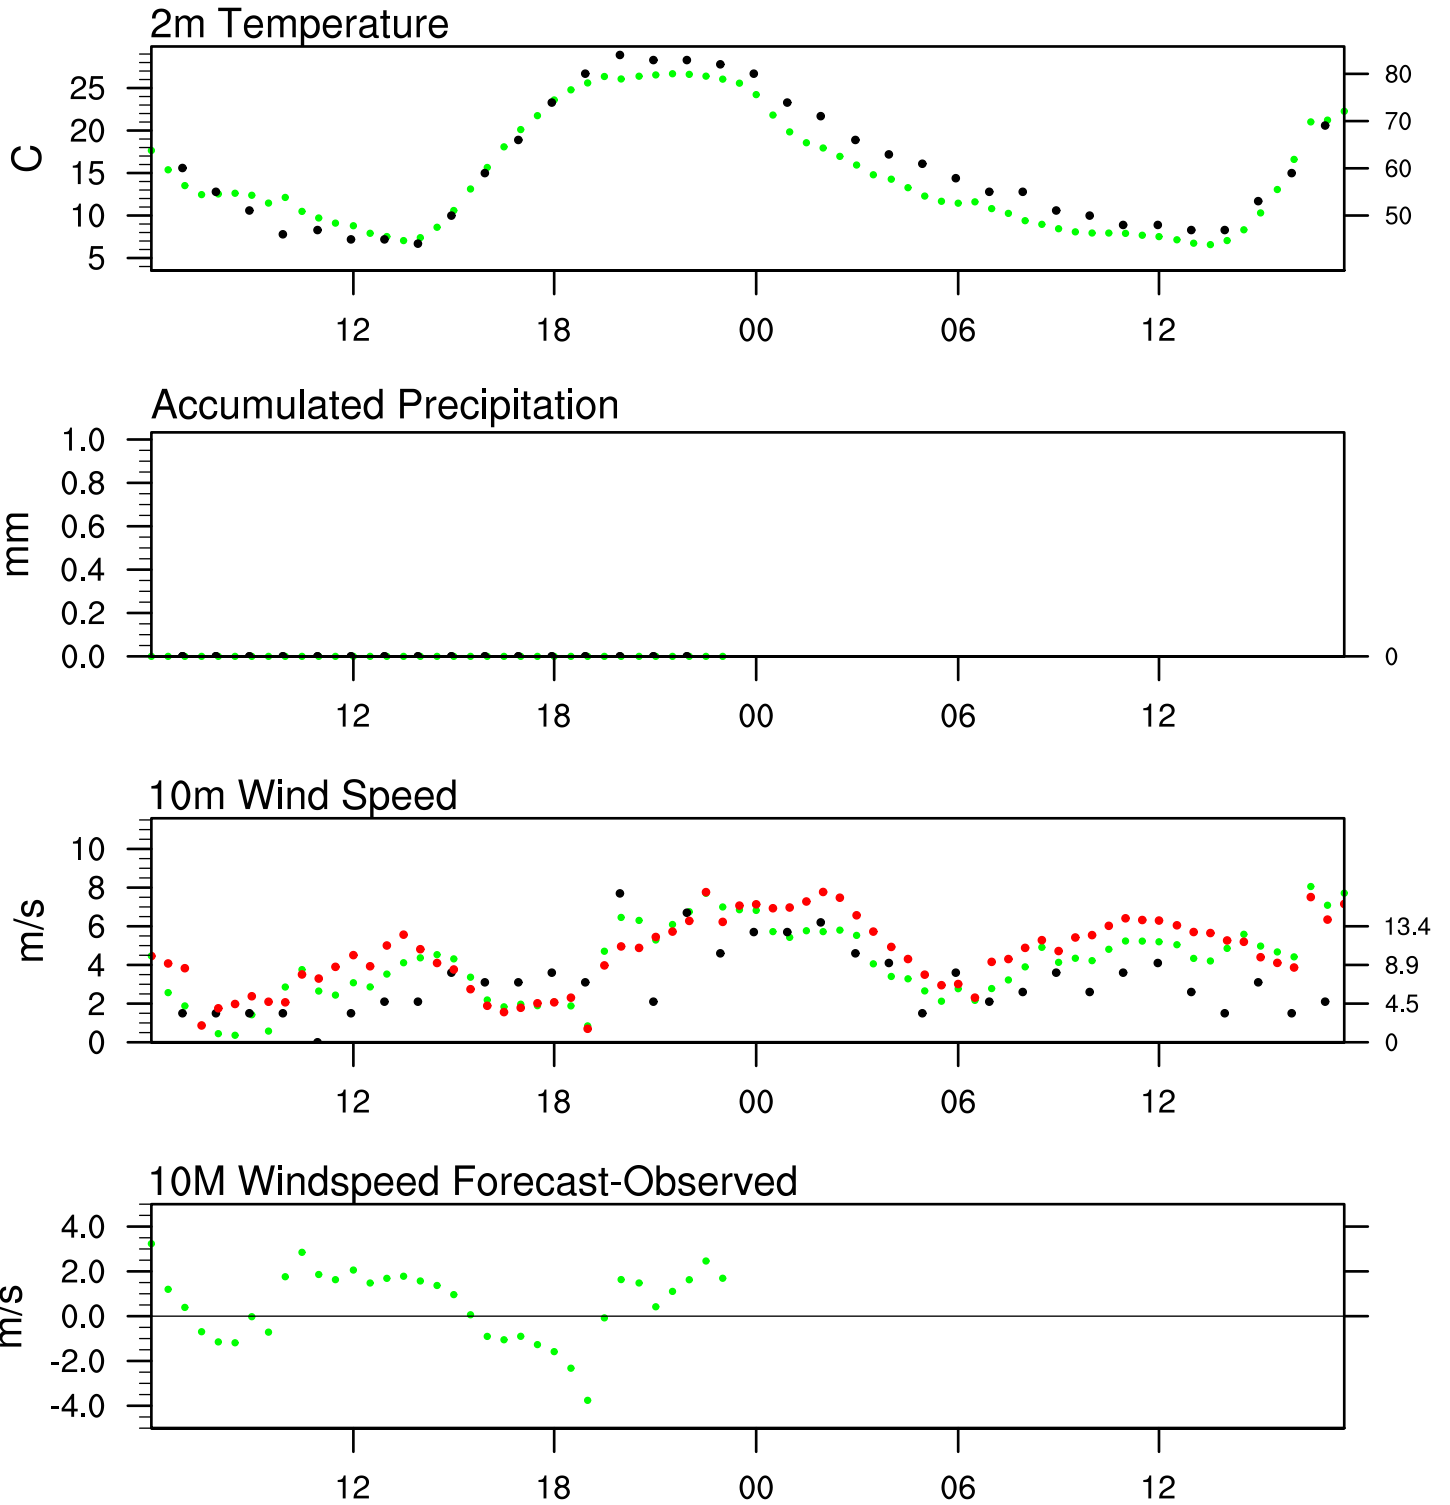 2m Temperature
C
25
20
15
10
5
80
70
60
50
12 18 00 06 12
Accumulated Precipitation
mm
1.0
0.8
0.6
0.4
0.2
0.0
0
12 18 00 06 12
10m Wind Speed
m/s
10
8
6
4
2
0
13.4
8.9
4.5
0
12 18 00 06 12
10M Windspeed Forecast-Observed
m/s
4.0
2.0
0.0
-2.0
-4.0
12 18 00 06 12